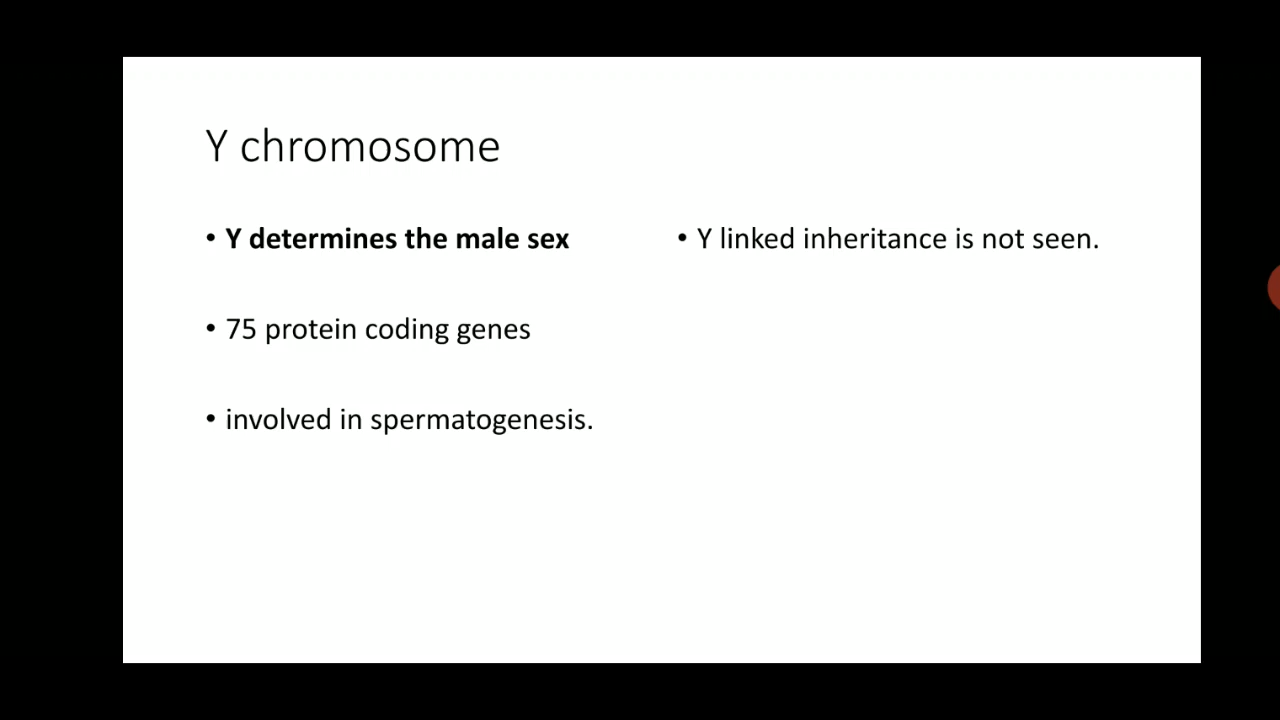 Y chromosome
• Y determines the male sex
• 75 protein coding genes
• involved in spermatogenesis.
• Y linked inheritance is not seen.